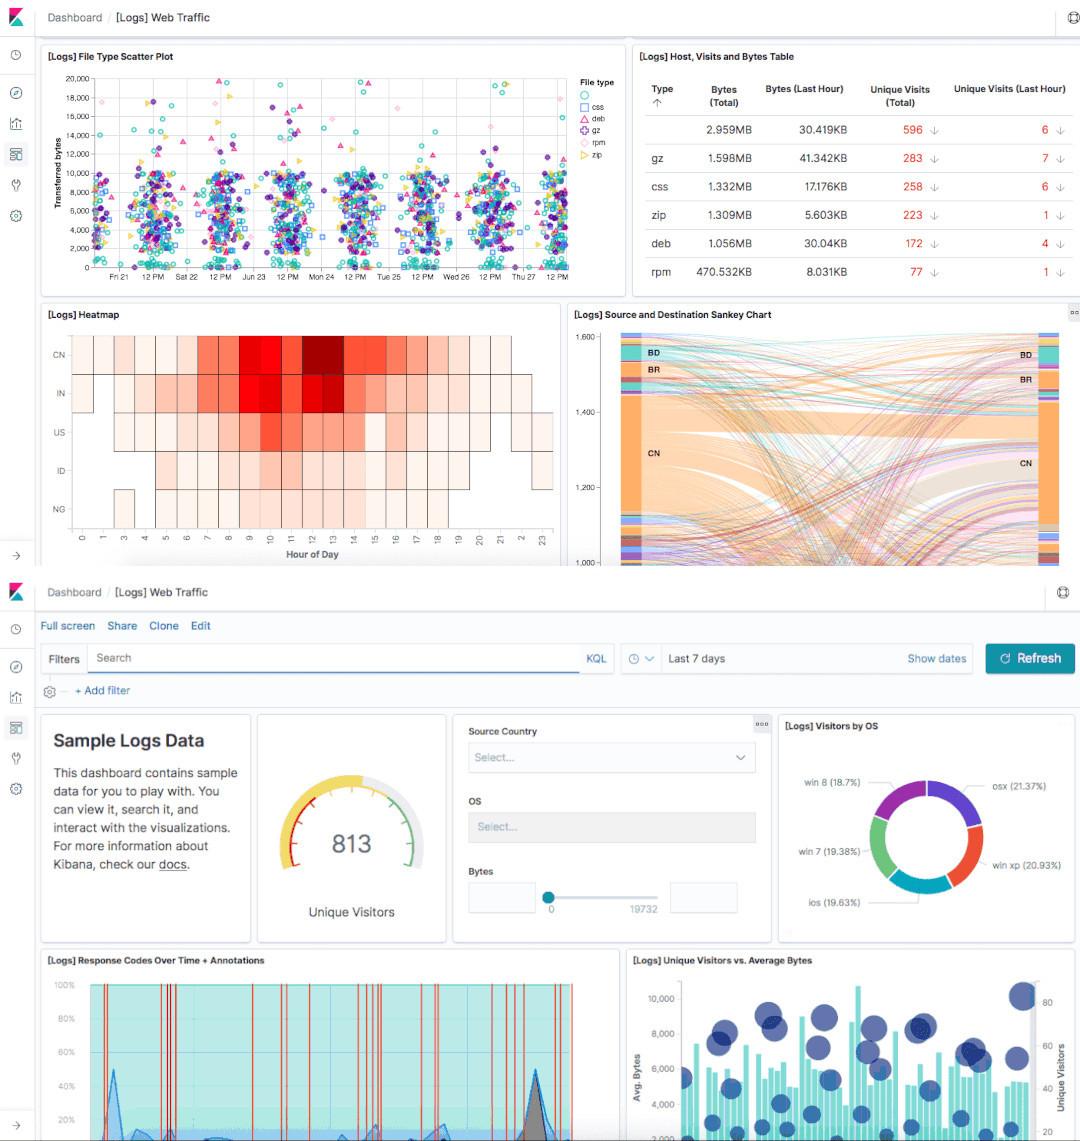 Dashboard / [Logs] Web Traffic
[Logs] File Type Scatter Plot
20,000
18,000
16,000
14,000
12,000
10,000
8,000
6,000
4,000
2,000
0
Transferred bytes
Fri 21 12 PM Sat 22 12 PM Jun 23 12 PM Mon 24 12 PM Tue 25 12 PM Wed 26 12 PM Thu 27 12 PM
File type
css
deb
gz
rpm
zip
[Logs] Host, Visits and Bytes Table
Type Bytes (Total) Bytes (Last Hour) Unique Visits (Total) Unique Visits (Last Hour)
2.959MB 30.419KB 596 ↓ 6 ↓
gz 1.598MB 41.342KB 283 ↓ 7 ↓
css 1.332MB 17.176KB 258 ↓ 6 ↓
zip 1.309MB 5.603KB 223 ↓ 1 ↓
deb 1.056MB 30.04KB 172 ↓ 4 ↓
rpm 470.532KB 8.031KB 77 ↓ 1 ↓
[Logs] Heatmap
CN
IN
US
ID
NG
0 1 3 4 5 6 7 8 9 10 11 12 13 14 15 16 17 18 19 20 21 2 23
Hour of Day
[Logs] Source and Destination Sankey Chart
1,600
1,400
1,200
1,000
BD
BR
CN
BD
BR
CN
Dashboard / [Logs] Web Traffic
Full screen Share Clone Edit
Filters Search KQL Last 7 days Show dates Refresh
+ Add filter
Sample Logs Data
This dashboard contains sample
data for you to play with. You
can view it, search it, and
interact with the visualizations.
For more information about
Kibana, check our docs.
813
Unique Visitors
Source Country
Select...
OS
Select...
Bytes
0 19732
[Logs] Visitors by OS
win 8 (18.7%)
osx (21.37%)
win 7 (19.38%)
win xp (20.93%)
ios (19.63%)
[Logs] Response Codes Over Time + Annotations
100%
80%
60%
40%
20%
[Logs] Unique Visitors vs. Average Bytes
10,000
8,000
6,000
4,000
2,000
Avg. Bytes
80
60
40
20
Unique Visitors